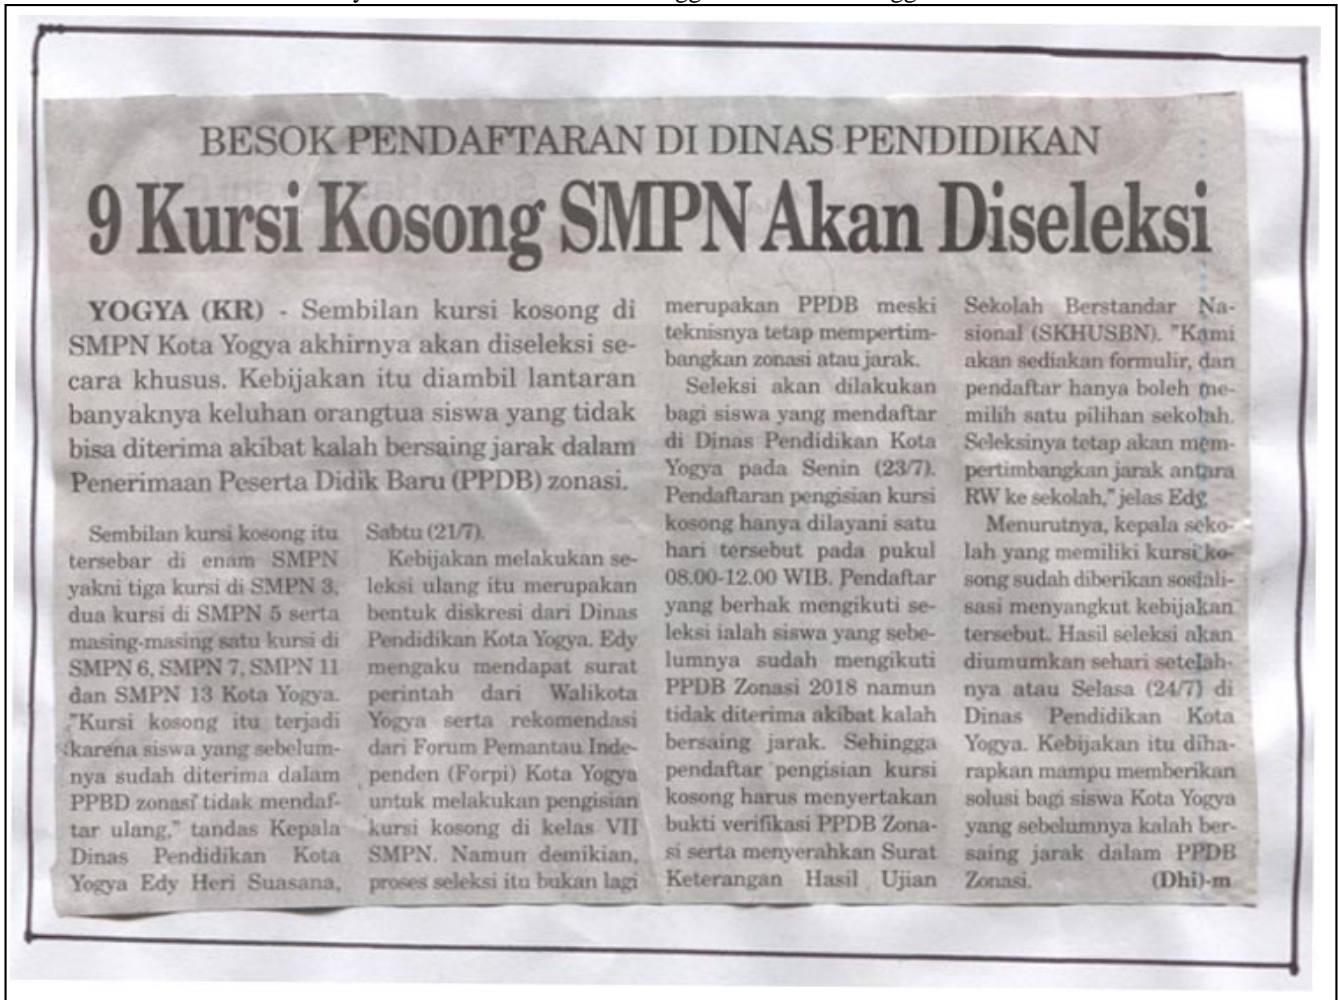 BESOK PENDAFTARAN DI DINAS PENDIDIKAN
9 Kursi Kosong SMPN Akan Diseleksi
YOGYA (KR) - Sembilan kursi kosong di
SMPN Kota Yogya akhirnya akan diseleksi se-
cara khusus. Kebijakan itu diambil lantaran
banyaknya keluhan orangtua siswa yang tidak
bisa diterima akibat kalah bersaing jarak dalam
Penerimaan Peserta Didik Baru (PPDB) zonasi.
Sembilan kursi kosong itu
tersebar di enam SMPN
yakni tiga kursi di SMPN 3,
dua kursi di SMPN 5 serta
masing-masing satu kursi di
SMPN 6, SMPN 7, SMPN 11
dan SMPN 13 Kota Yogya.
"Kursi kosong itu terjadi
karena siswa yang sebelum-
nya sudah diterima dalam
PPBD zonasi tidak mendaf-
tar ulang," tandas Kepala
Dinas Pendidikan Kota
Yogya Edy Heri Suasana,
Sabtu (21/7).
Kebijakan melakukan se-
leksi ulang itu merupakan
bentuk diskresi dari Dinas
Pendidikan Kota Yogya. Edy
mengaku mendapat surat
perintah dari Walikota
Yogya serta rekomendasi
dari Forum Pemantau Inde-
penden (Forpi) Kota Yogya
untuk melakukan pengisian
kursi kosong di kelas VII
SMPN. Namun demikian,
proses seleksi itu bukan lagi
merupakan PPDB meski
teknisnya tetap mempertim-
bangkan zonasi atau jarak.
Seleksi akan dilakukan
bagi siswa yang mendaftar
di Dinas Pendidikan Kota
Yogya pada Senin (23/7).
Pendaftaran pengisian kursi
kosong hanya dilayani satu
hari tersebut pada pukul
08.00-12.00 WIB. Pendaftar
yang berhak mengikuti se-
leksi ialah siswa yang sebe-
lumnya sudah mengikuti
PPDB Zonasi 2018 namun
tidak diterima akibat kalah
bersaing jarak. Sehingga
pendaftar pengisian kursi
kosong harus menyertakan
bukti verifikasi PPDB Zona-
si serta menyerahkan Surat
Keterangan Hasil Ujian
Sekolah Berstandar Na-
sional (SKHUSBN). "Kami
akan sediakan formulir, dan
pendaftar hanya boleh me-
milih satu pilihan sekolah.
Seleksinya tetap akan mem-
pertimbangkan jarak antara
RW ke sekolah," jelas Edy.
Menurutnya, kepala seko-
lah yang memiliki kursi ko-
song sudah diberikan sosiali-
sasi menyangkut kebijakan
tersebut. Hasil seleksi akan
diumumkan sehari setelah-
nya atau Selasa (24/7) di
Dinas Pendidikan Kota
Yogya. Kebijakan itu diha-
rapkan mampu memberikan
solusi bagi siswa Kota Yogya
yang sebelumnya kalah ber-
saing jarak dalam PPDB
Zonasi. (Dhi)-m